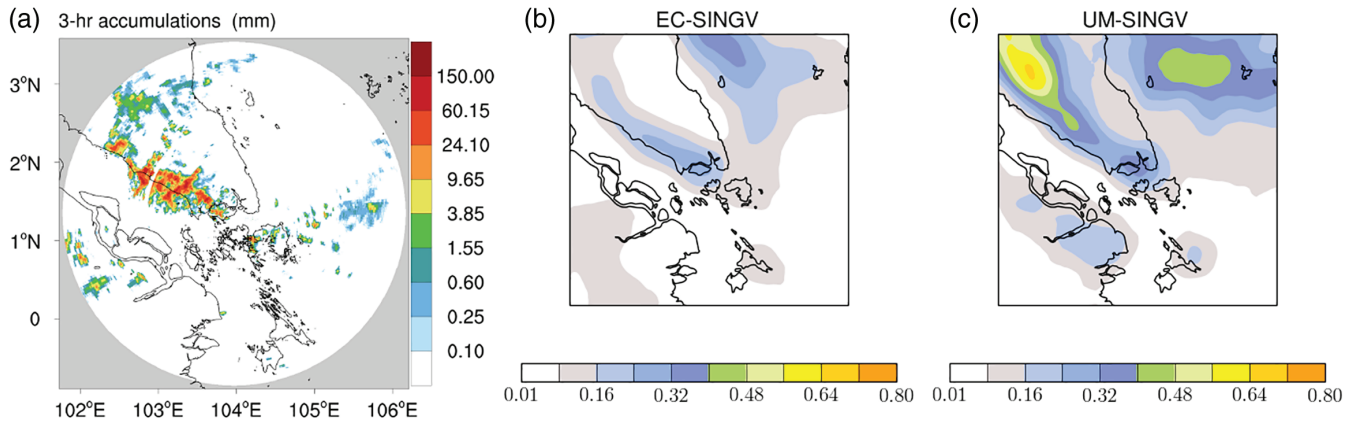 (a) 3-hr accumulations (mm)
3°N
2°N
1°N
0
102°E 103°E 104°E 105°E 106°E
150.00
60.15
24.10
9.65
3.85
1.55
0.60
0.25
0.10
(b) EC-SINGV
0.01 0.16 0.32 0.48 0.64 0.80
(c) UM-SINGV
0.01 0.16 0.32 0.48 0.64 0.80